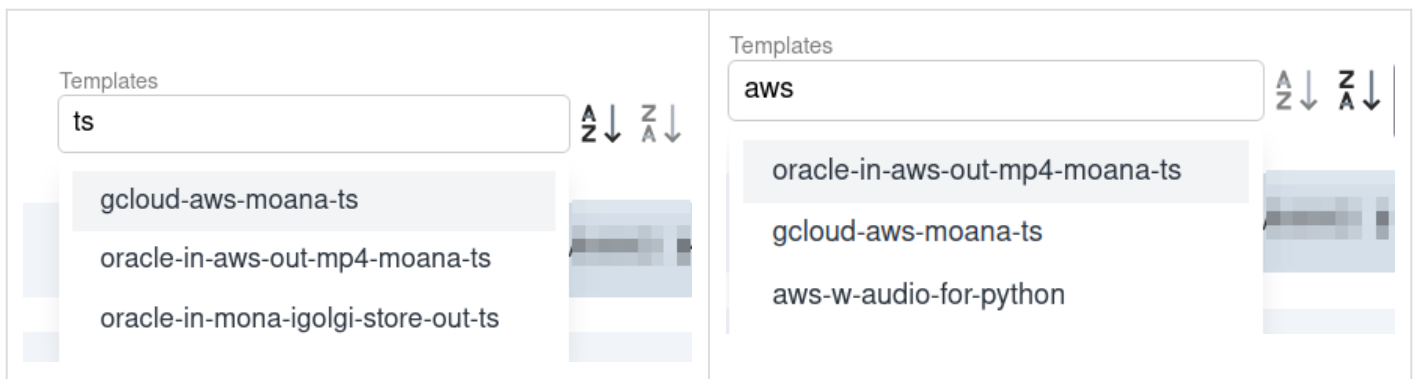 Templates
ts
A Z
Z A
gcloud-aws-moana-ts
oracle-in-aws-out-mp4-moana-ts
oracle-in-mona-igolgi-store-out-ts
Templates
aws
A Z
Z A
oracle-in-aws-out-mp4-moana-ts
gcloud-aws-moana-ts
aws-w-audio-for-python